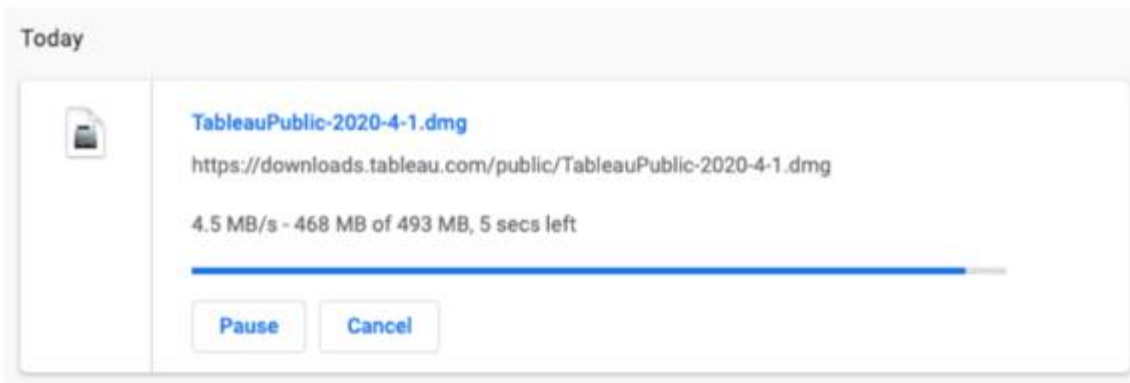 Today
TableauPublic-2020-4-1.dmg
https://downloads.tableau.com/public/TableauPublic-2020-4-1.dmg
4.5 MB/s - 468 MB of 493 MB, 5 secs left
Pause Cancel